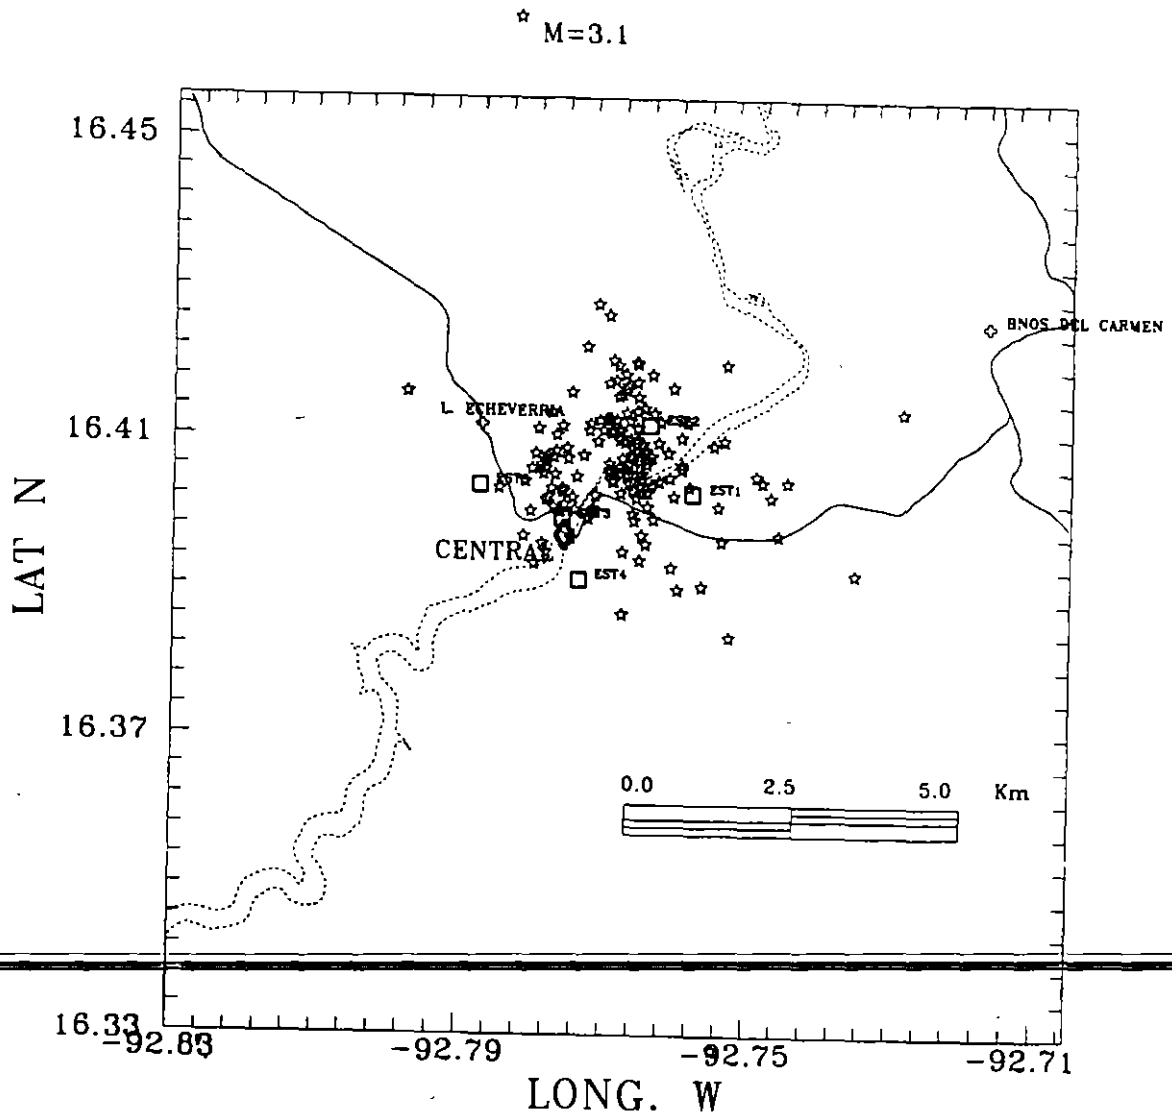 M=3.1
16.45
BNOS DEL CARMEN
L. ECHEVERRIA
16.41
EST2
EST1
CENTRAL
EST4
LAT N
16.37
0.0 2.5 5.0 Km
16.33
-92.83 -92.79 -92.75 -92.71
LONG. W